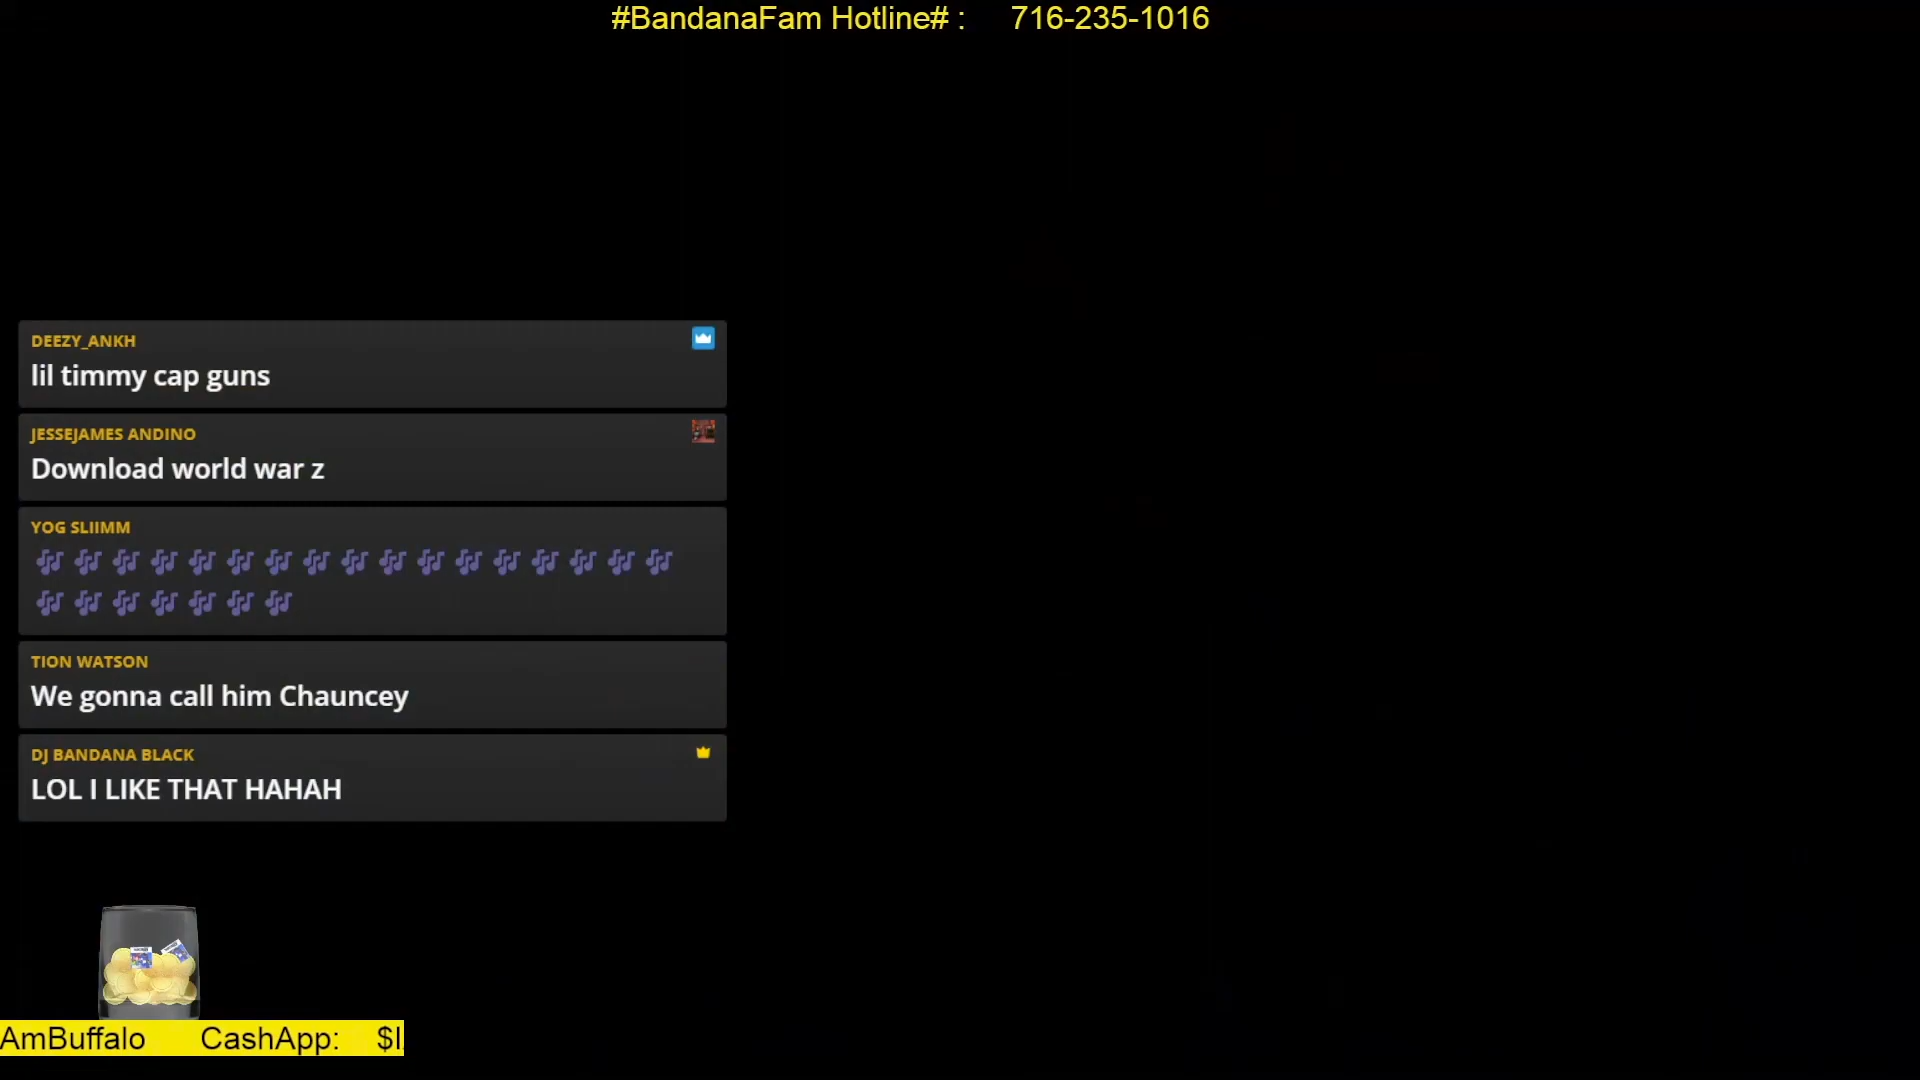 #BandanaFam Hotline# : 716-235-1016
DEEZY_ANKH
lil timmy cap guns
JESSEJAMES ANDINO
Download world war z
YOG SLIIMM
🎶 🎶 🎶 🎶 🎶 🎶 🎶 🎶 🎶 🎶 🎶 🎶 🎶 🎶 🎶 🎶 🎶
🎶 🎶 🎶 🎶 🎶 🎶 🎶
TION WATSON
We gonna call him Chauncey
DJ BANDANA BLACK
LOL I LIKE THAT HAHAH
AmBuffalo CashApp: $I